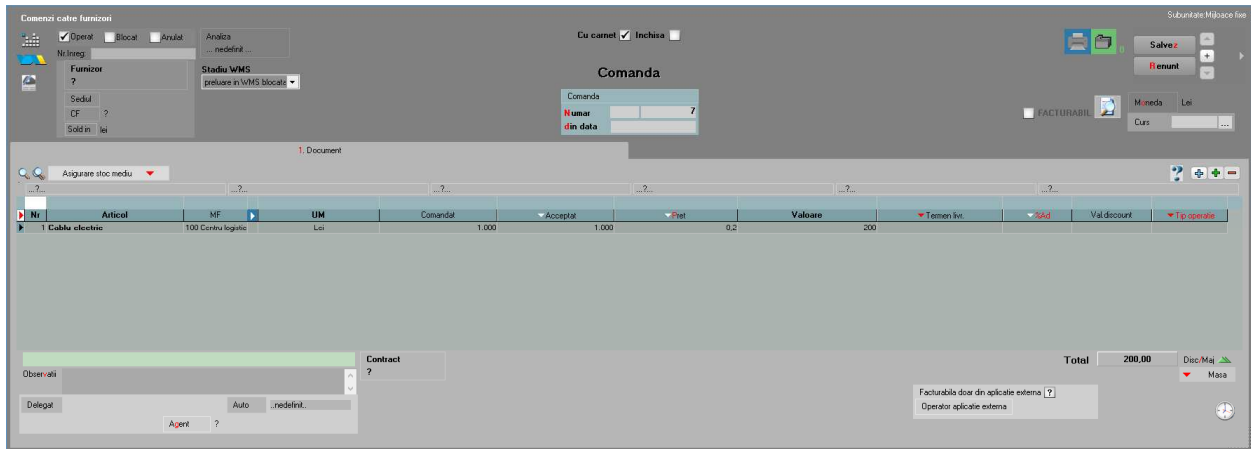 Comenzi catre furnizori
Subunitate:Mijloace fixe
Operat Blocat Anulat
Analiza
Cu carnet Inchisa
... nedefinit ...
Nr.Inreg:
0
Salvez
Renunt
Furnizor
?
Stadiu WMS
preluare in WMS blocata
Comanda
Sediul
CF ?
Sold in lei
Comanda
Numar 7
din data
FACTURABIL
Moneda Lei
Curs ...
1. Document
Asigurare stoc mediu
?
...?... ...?... ...?... ...?... ...?... ...?...
Nr Articol MF UM Comandat Acceptat Pret Valoare Termen livr. %Ad Val.discount Tip operatie
1 Cablu electric 100 Centru logistic Lei 1.000 1.000 0,2 200
Contract
?
Total 200,00 Disc/Maj
Masa
Observatii
Delegat Auto ..nedefinit..
Agent ?
Facturabila doar din aplicatie externa ?
Operator aplicatie externa